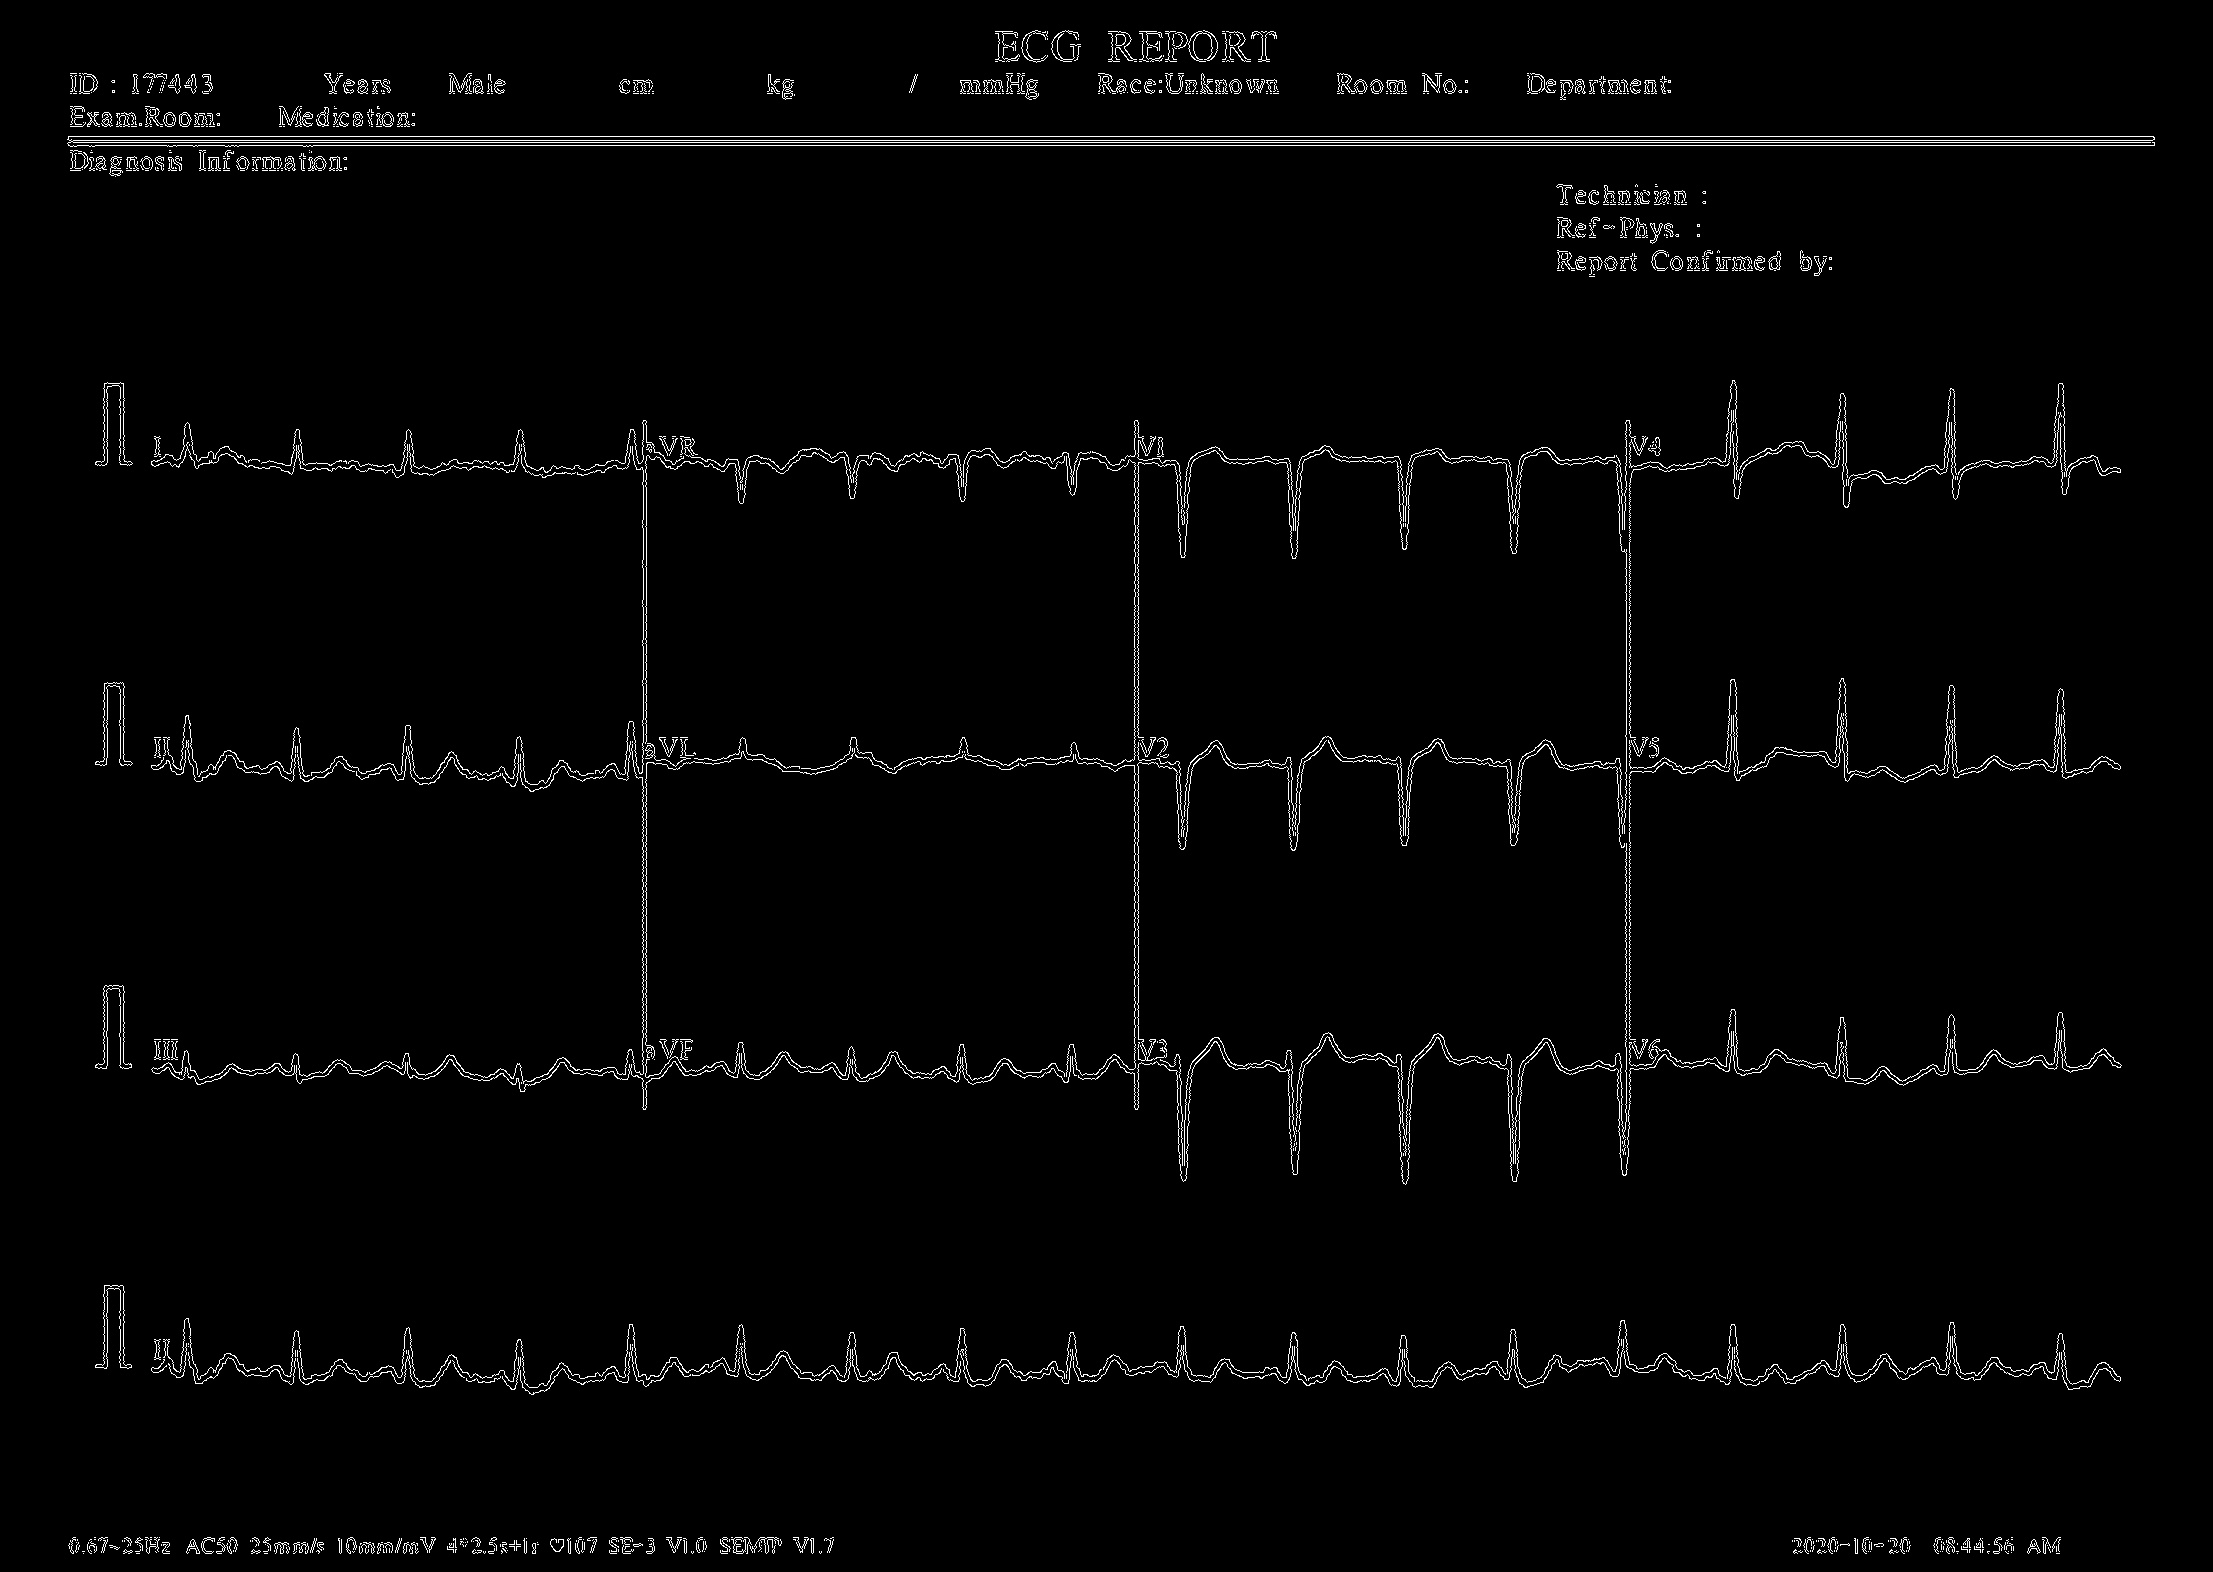 ECG REPORT
ID : 177443 Years Male cm kg / mmHg Race:Unknown Room No.: Department:
Exam.Room: Medication:
Diagnosis Information:
Technician :
Ref-Phys. :
Report Confirmed by:
I aVR V1 V4
II aVL V2 V5
III aVF V3 V6
II
0.67~25Hz AC50 25mm/s 10mm/mV 4*2.5s+1r ♡107 SE-3 V1.0 SEMIP V1.7 2020-10-20 08:44:56 AM